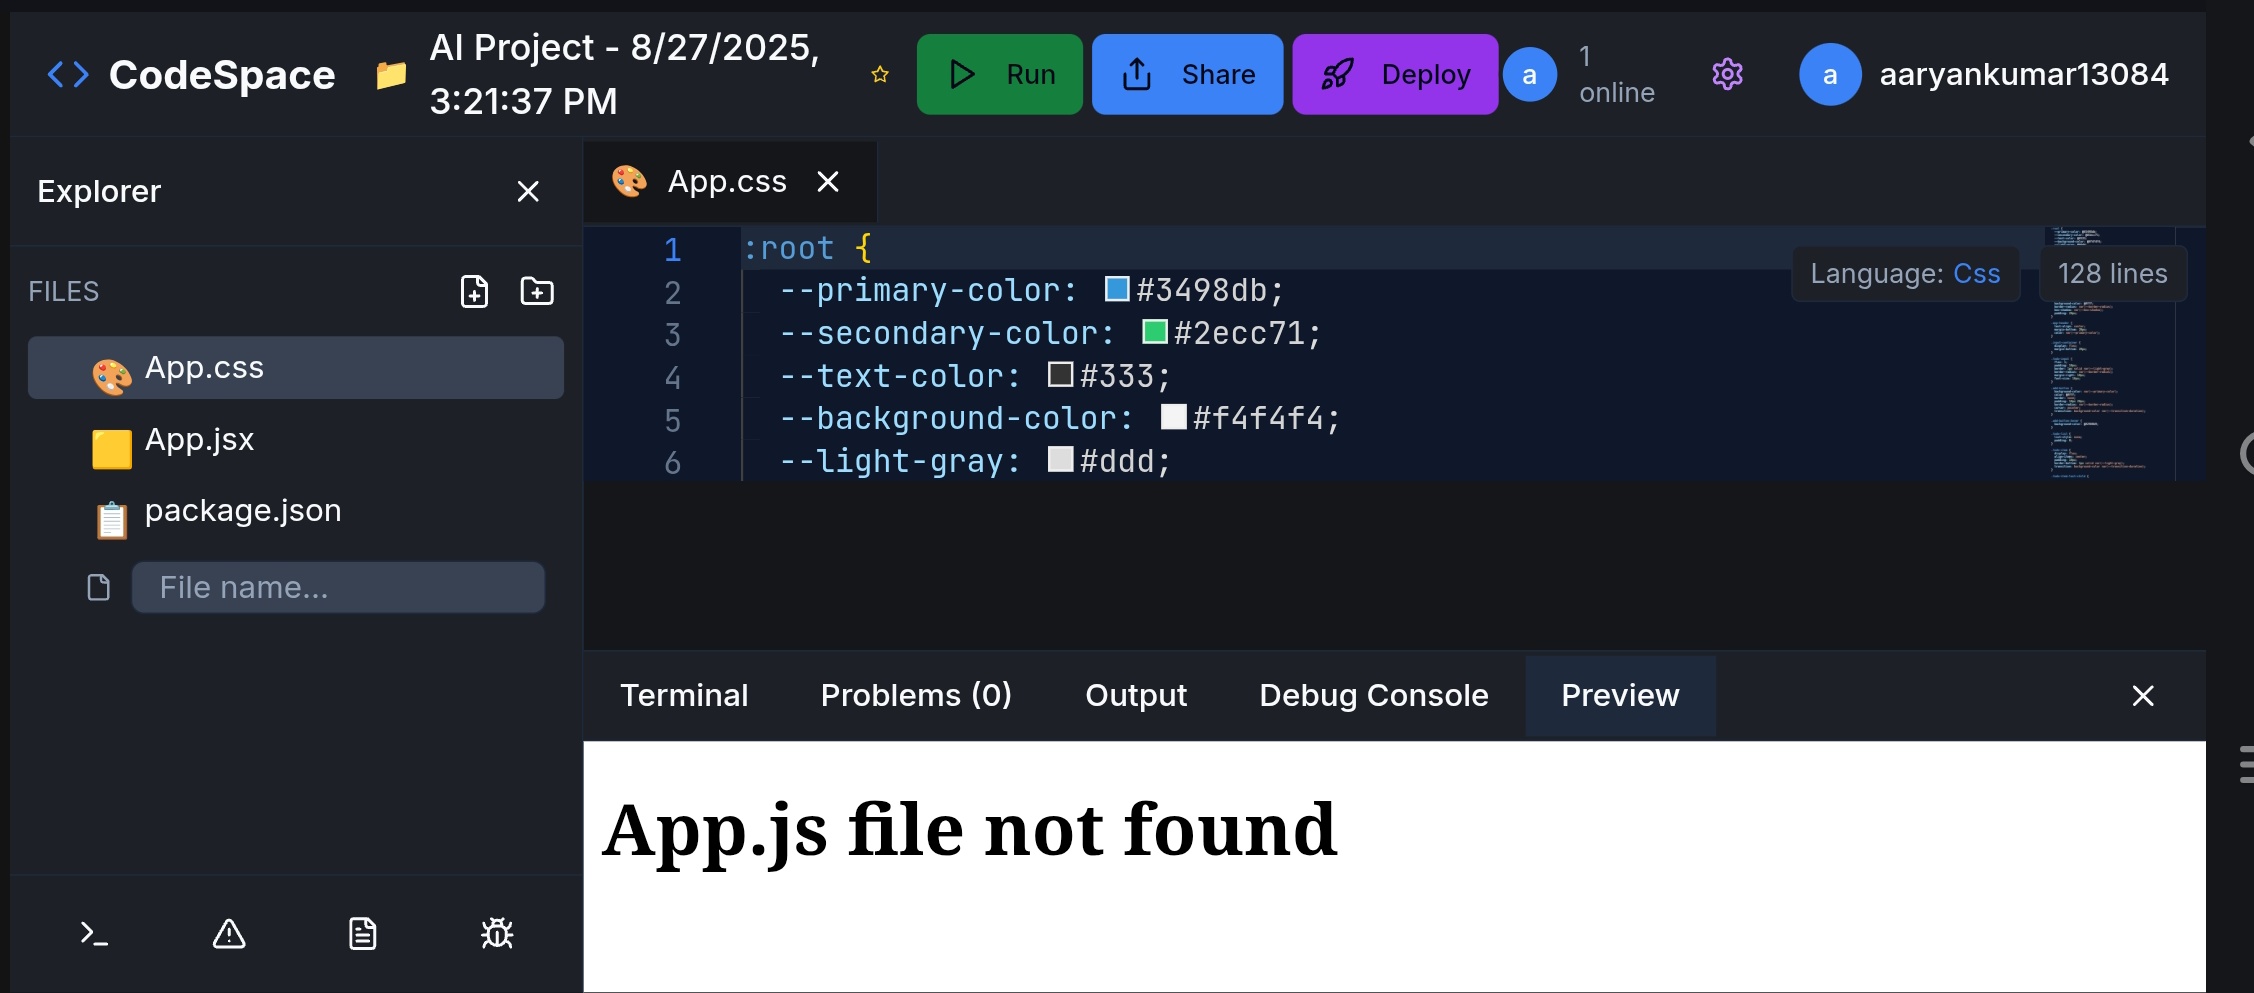 CodeSpace
AI Project - 8/27/2025,
3:21:37 PM
Run
Share
Deploy
a
1
online
a
aaryankumar13084
Explorer
FILES
App.css
App.jsx
package.json
File name...
App.css
1 :root {
2 --primary-color: #3498db;
3 --secondary-color: #2ecc71;
4 --text-color: #333;
5 --background-color: #f4f4f4;
6 --light-gray: #ddd;
Language: Css
128 lines
Terminal
Problems (0)
Output
Debug Console
Preview
App.js file not found